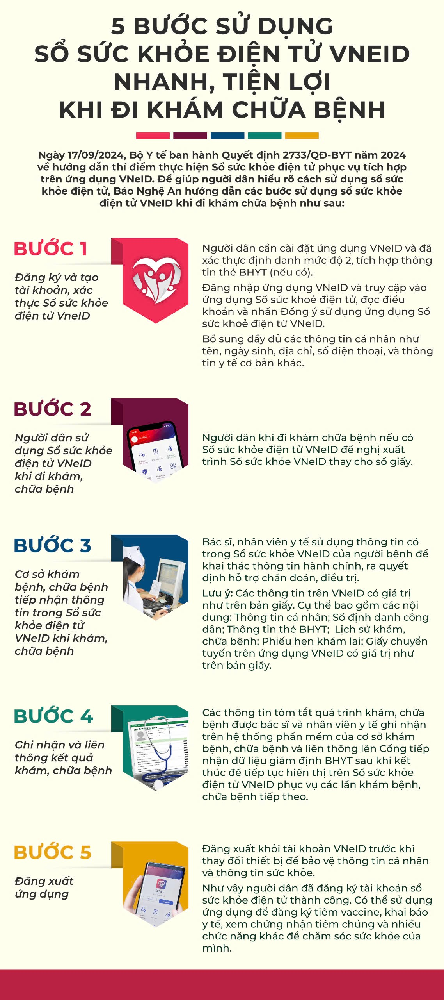 5 BƯỚC SỬ DỤNG
SỔ SỨC KHỎE ĐIỆN TỬ VNEID
NHANH, TIỆN LỢI
KHI ĐI KHÁM CHỮA BỆNH
Ngày 17/09/2024, Bộ Y tế ban hành Quyết định 2733/QĐ-BYT năm 2024
về hướng dẫn thí điểm thực hiện Sổ sức khỏe điện tử phục vụ tích hợp
trên ứng dụng VNeID. Để giúp người dân hiểu rõ cách sử dụng sổ sức
khỏe điện tử, Báo Nghệ An hướng dẫn các bước sử dụng sổ sức khỏe
điện tử VNeID khi đi khám chữa bệnh như sau:
BƯỚC 1
Đăng ký và tạo
tài khoản, xác
thực Sổ sức khỏe
điện tử VneID
Người dân cần cài đặt ứng dụng VNeID và đã
xác thực định danh mức độ 2, tích hợp thông
tin thẻ BHYT (nếu có).
Đăng nhập ứng dụng VNeID và truy cập vào
ứng dụng Sổ sức khoẻ điện tử, đọc điều
khoản và nhấn Đồng ý sử dụng ứng dụng Sổ
sức khoẻ điện từ VNeID.
Bổ sung đầy đủ các thông tin cá nhân như
tên, ngày sinh, địa chỉ, số điện thoại, và thông
tin y tế cơ bản khác.
BƯỚC 2
Người dân sử
dụng Sổ sức khỏe
điện tử VNeID
khi đi khám,
chữa bệnh
Người dân khi đi khám chữa bệnh nếu có
Sổ sức khỏe điện tử VNeID đề nghị xuất
trình Sổ sức khỏe VNeID thay cho sổ giấy.
BƯỚC 3
Cơ sở khám
bệnh, chữa bệnh
tiếp nhận thông
tin trong Sổ sức
khỏe điện tử
VNeID khi khám,
chữa bệnh
Bác sĩ, nhân viên y tế sử dụng thông tin có
trong Sổ sức khỏe VNeID của người bệnh để
khai thác thông tin hành chính, ra quyết
định hỗ trợ chẩn đoán, điều trị.
Lưu ý: Các thông tin trên VNeID có giá trị
như trên bản giấy. Cụ thể bao gồm các nội
dung: Thông tin cá nhân; Số định danh công
dân; Thông tin thẻ BHYT; Lịch sử khám,
chữa bệnh; Phiếu hẹn khám lại; Giấy chuyển
tuyến trên ứng dụng VNeID có giá trị như
trên bản giấy.
BƯỚC 4
Ghi nhận và liên
thông kết quả
khám, chữa bệnh
TRA CỨU LỊCH SỬ BỆNH
Các thông tin tóm tắt quá trình khám, chữa
bệnh được bác sĩ và nhân viên y tế ghi nhận
trên hệ thống phần mềm của cơ sở khám
bệnh, chữa bệnh và liên thông lên Cổng tiếp
nhận dữ liệu giám định BHYT sau khi kết
thúc để tiếp tục hiển thị trên Sổ sức khỏe
điện tử VNeID phục vụ các lần khám bệnh,
chữa bệnh tiếp theo.
BƯỚC 5
Đăng xuất
ứng dụng
SSKĐT
Đăng xuất khỏi tài khoản VNeID trước khi
thay đổi thiết bị để bảo vệ thông tin cá nhân
và thông tin sức khỏe.
Như vậy người dân đã đăng ký tài khoản sổ
sức khỏe điện tử thành công. Có thể sử dụng
ứng dụng để đăng ký tiêm vaccine, khai báo
y tế, xem chứng nhận tiêm chủng và nhiều
chức năng khác để chăm sóc sức khỏe của
mình.